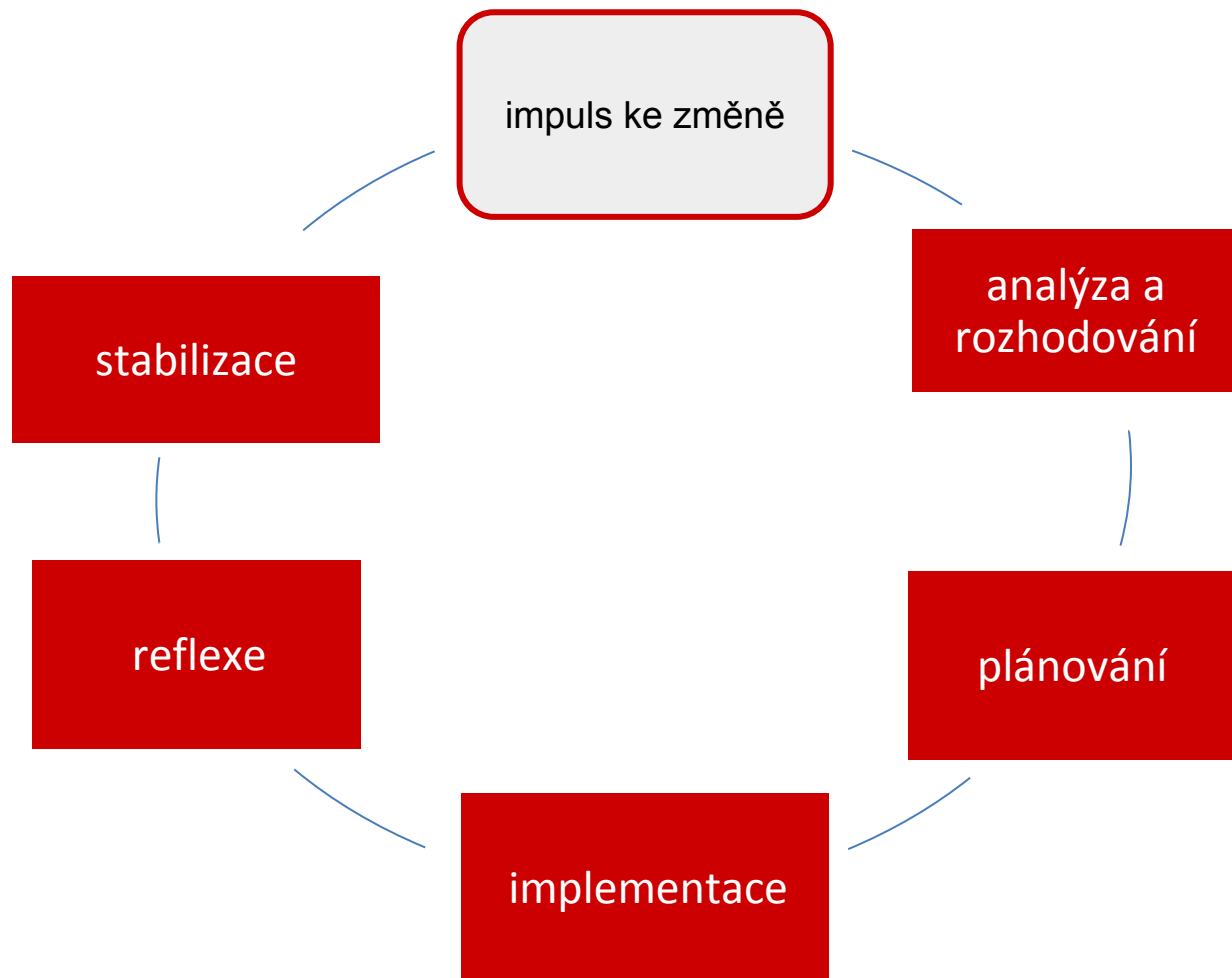 impuls ke změně
analýza a
rozhodování
plánování
implementace
reflexe
stabilizace